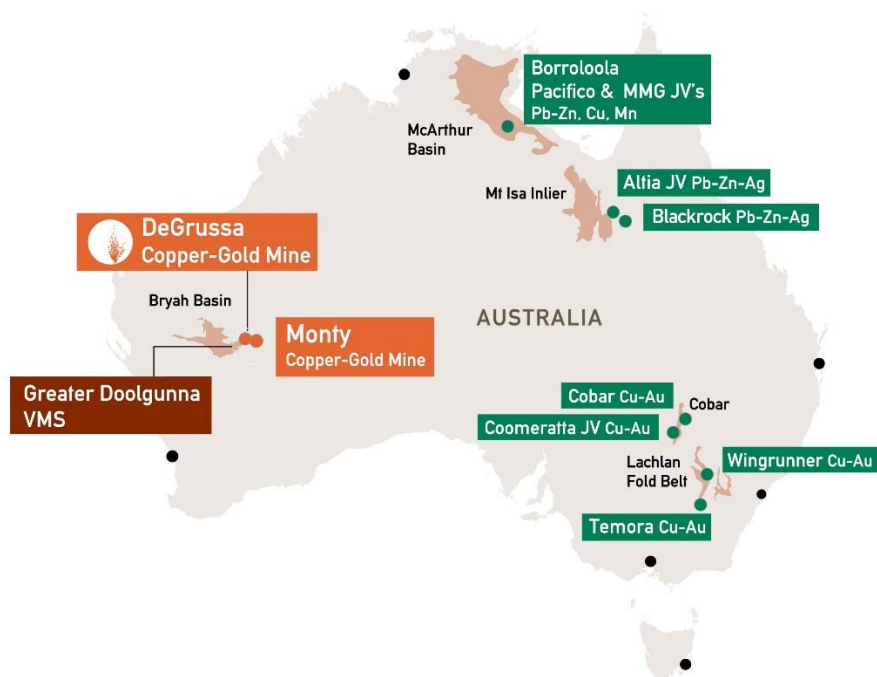 Borroloola
Pacifico & MMG JV's
Pb-Zn, Cu, Mn
McArthur
Basin
Mt Isa Inlier
Altia JV Pb-Zn-Ag
Blackrock Pb-Zn-Ag
DeGrussa
Copper-Gold Mine
Bryah Basin
AUSTRALIA
Monty
Copper-Gold Mine
Greater Doolgunna
VMS
Cobar Cu-Au
Cobar
Coomeratta JV Cu-Au
Lachlan
Fold Belt
Wingrunner Cu-Au
Temora Cu-Au